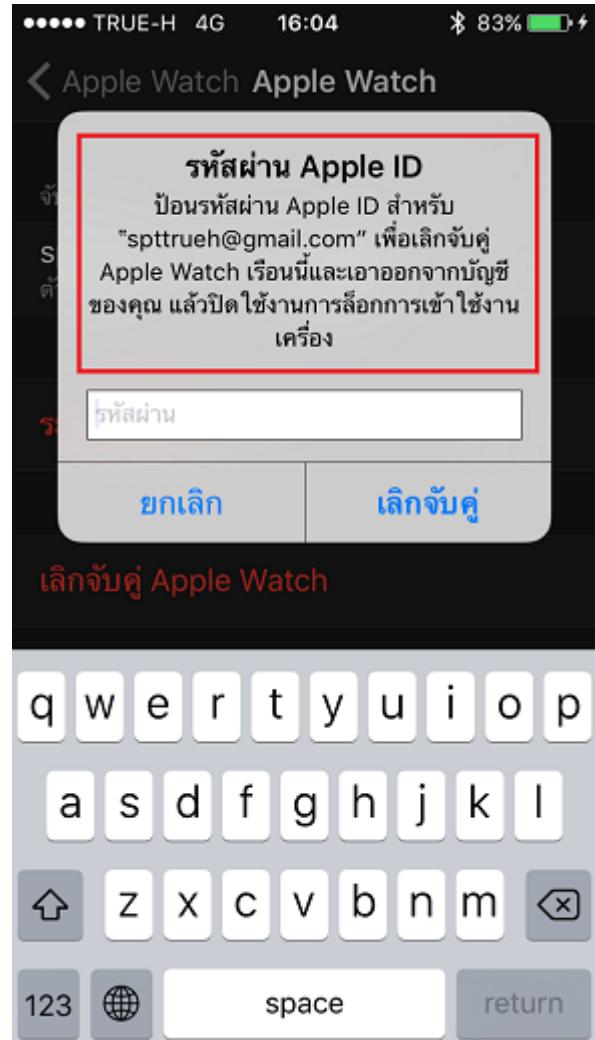 TRUE-H 4G 16:04 83%
Apple Watch Apple Watch
รหัสผ่าน Apple ID
ป้อนรหัสผ่าน Apple ID สำหรับ
"spttrueh@gmail.com" เพื่อเลิกจับคู่
Apple Watch เรือนนี้และเอาออกจากบัญชี
ของคุณ แล้วปิดใช้งานการล็อกการเข้าใช้งาน
เครื่อง
รหัสผ่าน
ยกเลิก เลิกจับคู่
เลิกจับคู่ Apple Watch
q w e r t y u i o p
a s d f g h j k l
z x c v b n m
123 space return